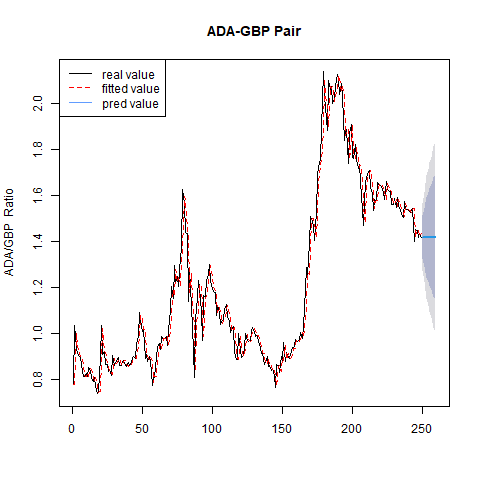 ADA-GBP Pair
real value
fitted value
pred value
ADA/GBP Ratio
2.0
1.8
1.6
1.4
1.2
1.0
0.8
0 50 100 150 200 250